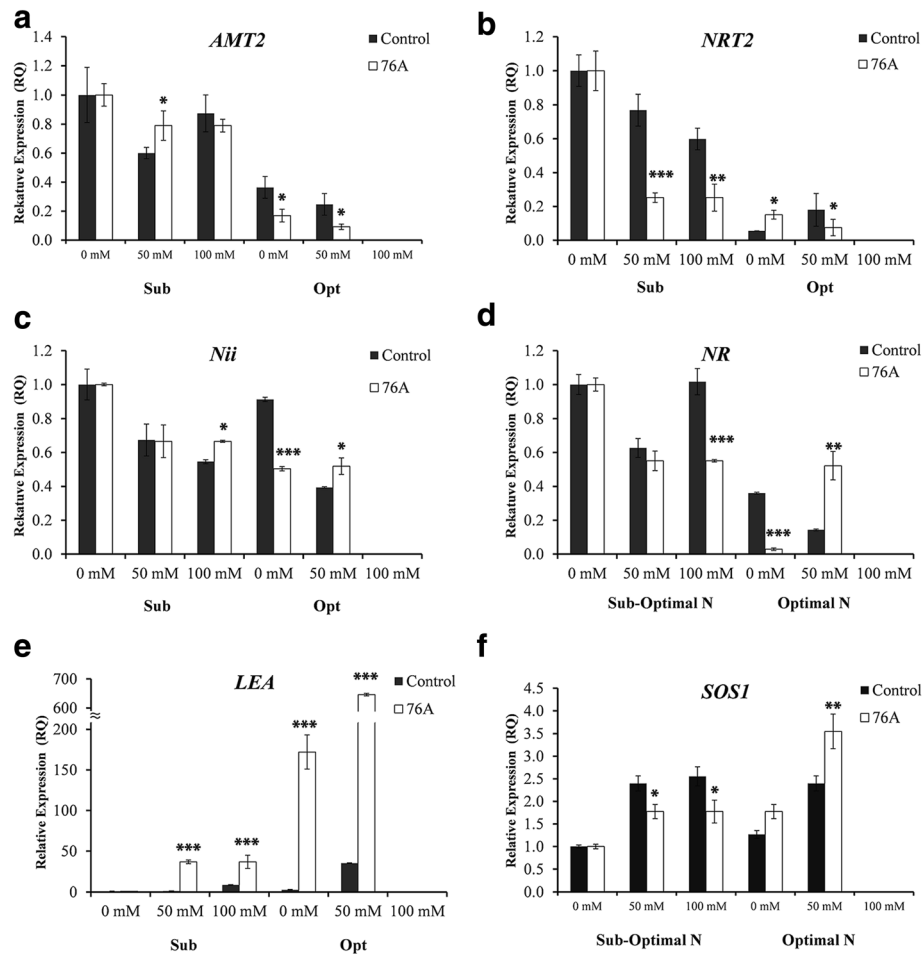 a
AMT2
Control
76A
Rekatuve Expression (RQ)
1.4
1.2
1.0
0.8
0.6
0.4
0.2
0.0
*
*
*
0 mM 50 mM 100 mM 0 mM 50 mM 100 mM
Sub Opt
b
NRT2
Control
76A
Rekatuve Expression (RQ)
1.2
1.0
0.8
0.6
0.4
0.2
0.0
***
**
*
*
0 mM 50 mM 100 mM 0 mM 50 mM 100 mM
Sub Opt
c
Nii
Control
76A
Rekatuve Expression (RQ)
1.2
1.0
0.8
0.6
0.4
0.2
0.0
*
***
*
0 mM 50 mM 100 mM 0 mM 50 mM 100 mM
Sub Opt
d
NR
Control
76A
Rekatuve Expression (RQ)
1.2
1.0
0.8
0.6
0.4
0.2
0.0
***
***
**
0 mM 50 mM 100 mM 0 mM 50 mM 100 mM
Sub-Optimal N Optimal N
e
LEA
Control
76A
Relative Expression (RQ)
700
600
200
150
100
50
0
***
***
***
***
0 mM 50 mM 100 mM 0 mM 50 mM 100 mM
Sub Opt
f
SOS1
Control
76A
Relative Expression (RQ)
4.5
4.0
3.5
3.0
2.5
2.0
1.5
1.0
0.5
0.0
*
*
**
0 mM 50 mM 100 mM 0 mM 50 mM 100 mM
Sub-Optimal N Optimal N